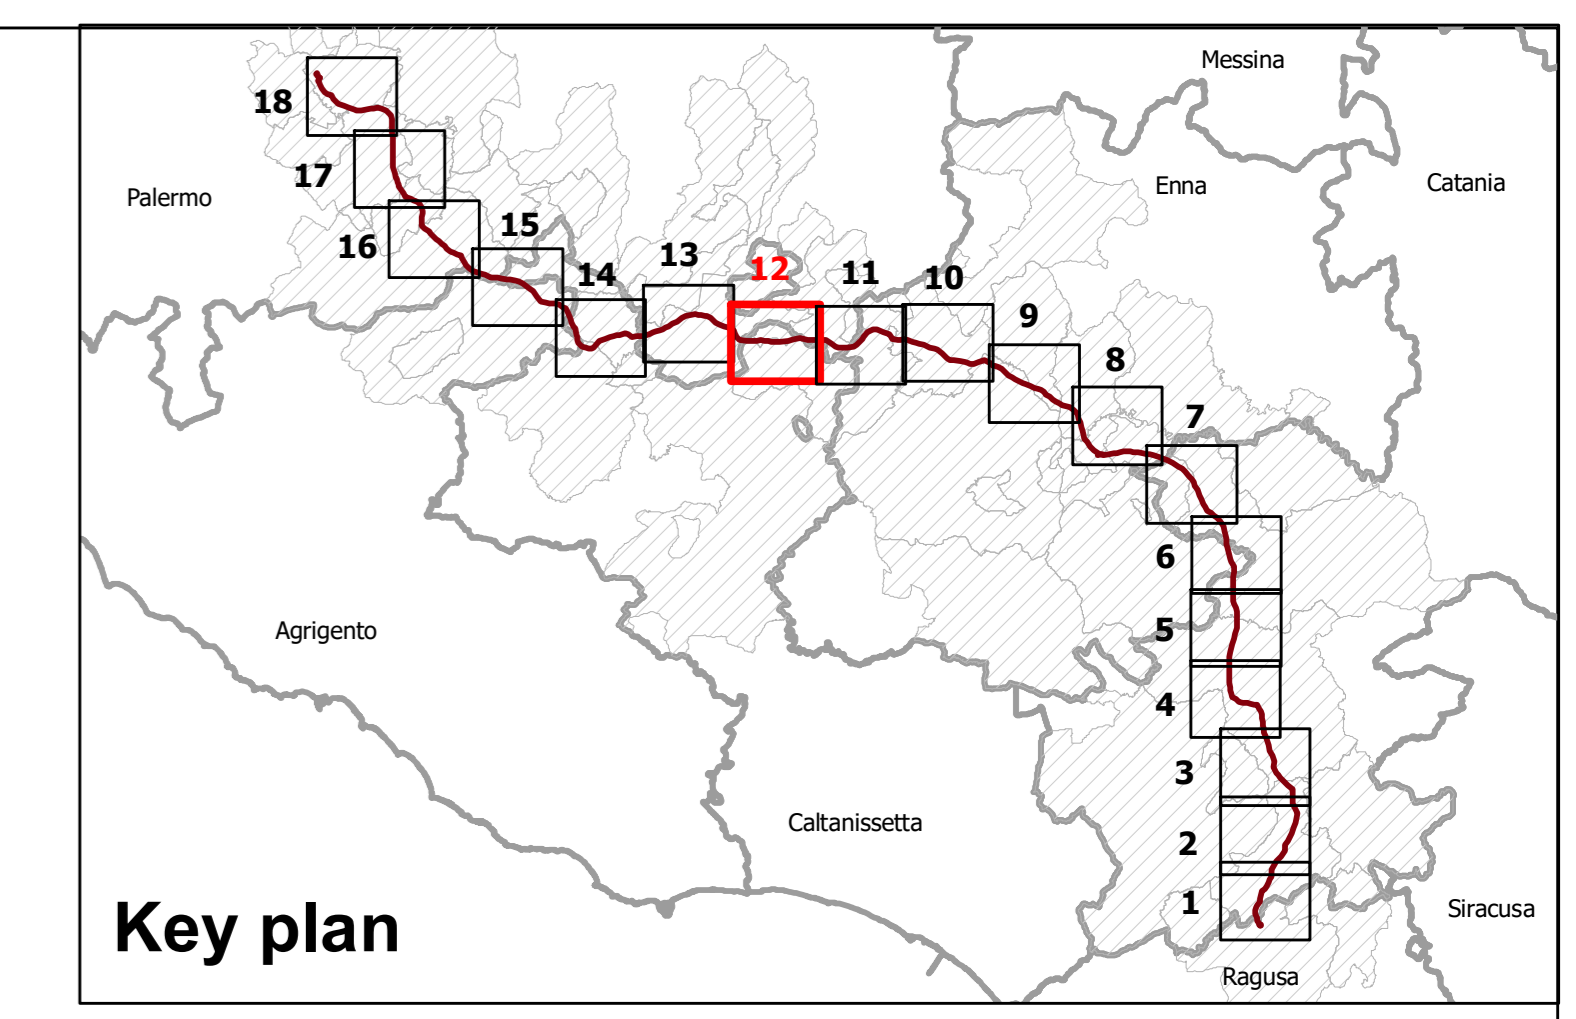 Messina
18
17
Palermo
Enna
Catania
16
15
14
13
12
11
10
9
8
7
6
5
Agrigento
4
3
Caltanissetta
2
1
Siracusa
Key plan
Ragusa